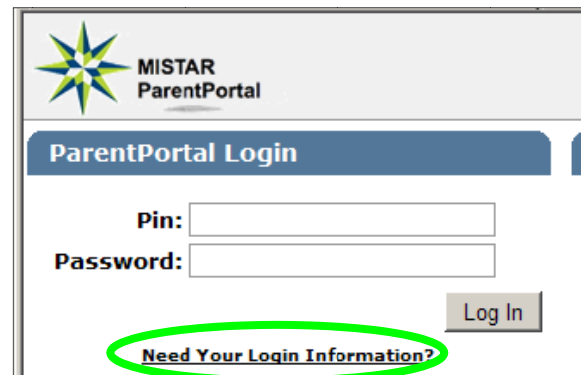 MISTAR
ParentPortal
ParentPortal Login
Pin:
Password:
Log In
Need Your Login Information?